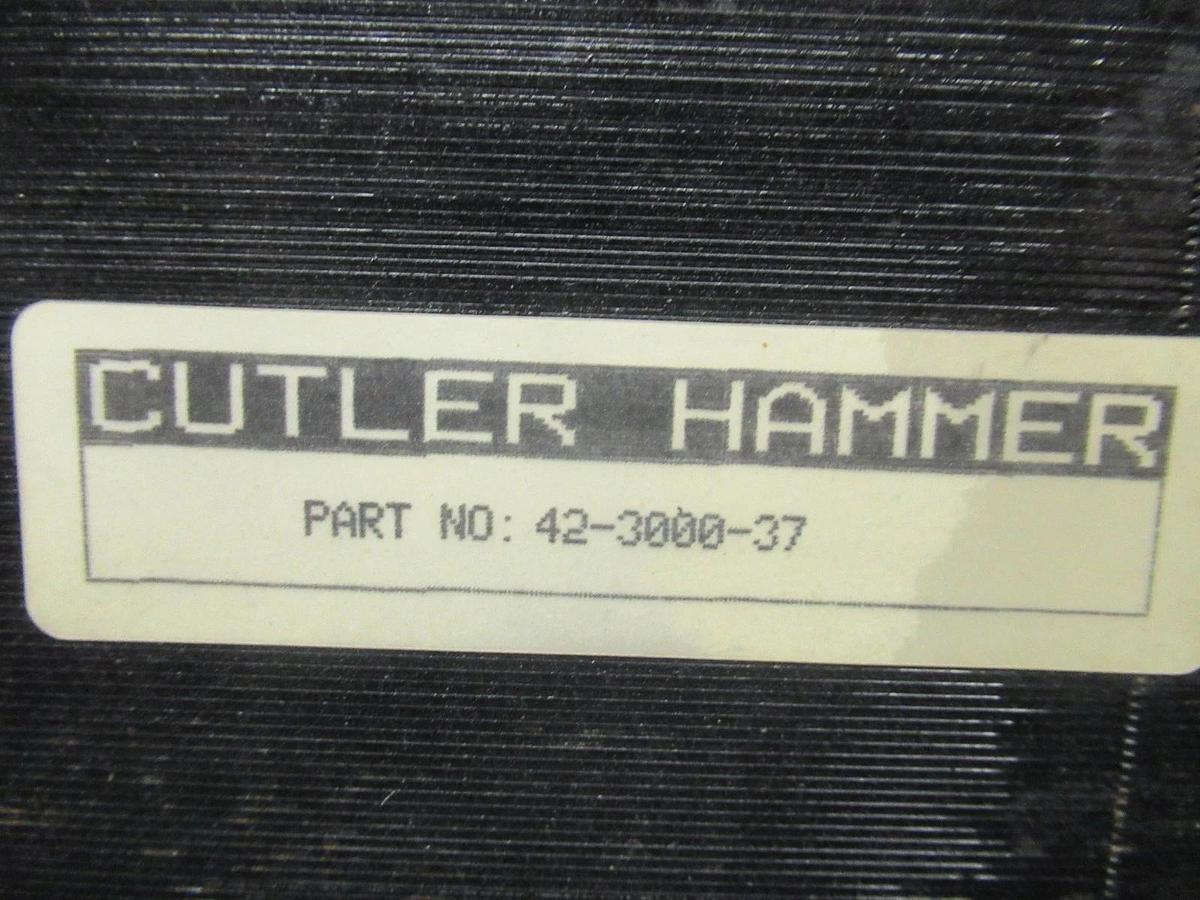 CUTLER HAMMER
PART NO: 42-3000-37